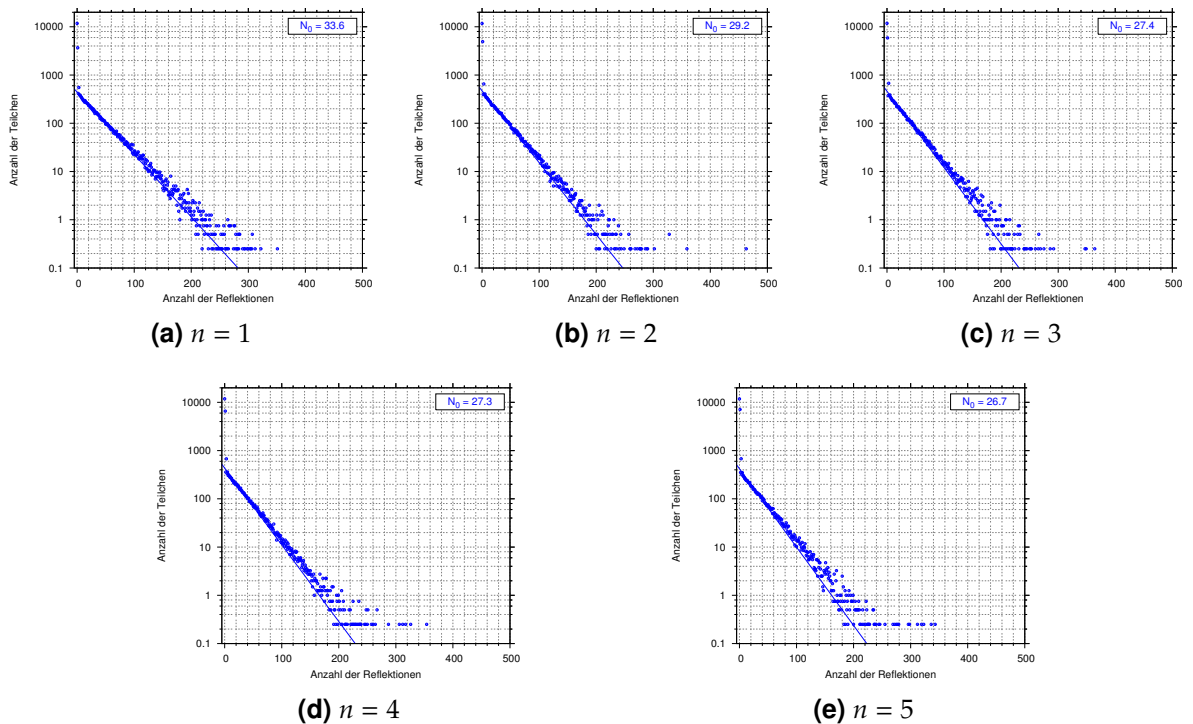 N₀ = 33.6
10000
1000
100
10
1
0.1
Anzahl der Teilchen
0 100 200 300 400 500
Anzahl der Reflektionen
(a) n = 1
N₀ = 29.2
10000
1000
100
10
1
0.1
Anzahl der Teilchen
0 100 200 300 400 500
Anzahl der Reflektionen
(b) n = 2
N₀ = 27.4
10000
1000
100
10
1
0.1
Anzahl der Teilchen
0 100 200 300 400 500
Anzahl der Reflektionen
(c) n = 3
N₀ = 27.3
10000
1000
100
10
1
0.1
Anzahl der Teilchen
0 100 200 300 400 500
Anzahl der Reflektionen
(d) n = 4
N₀ = 26.7
10000
1000
100
10
1
0.1
Anzahl der Teilchen
0 100 200 300 400 500
Anzahl der Reflektionen
(e) n = 5